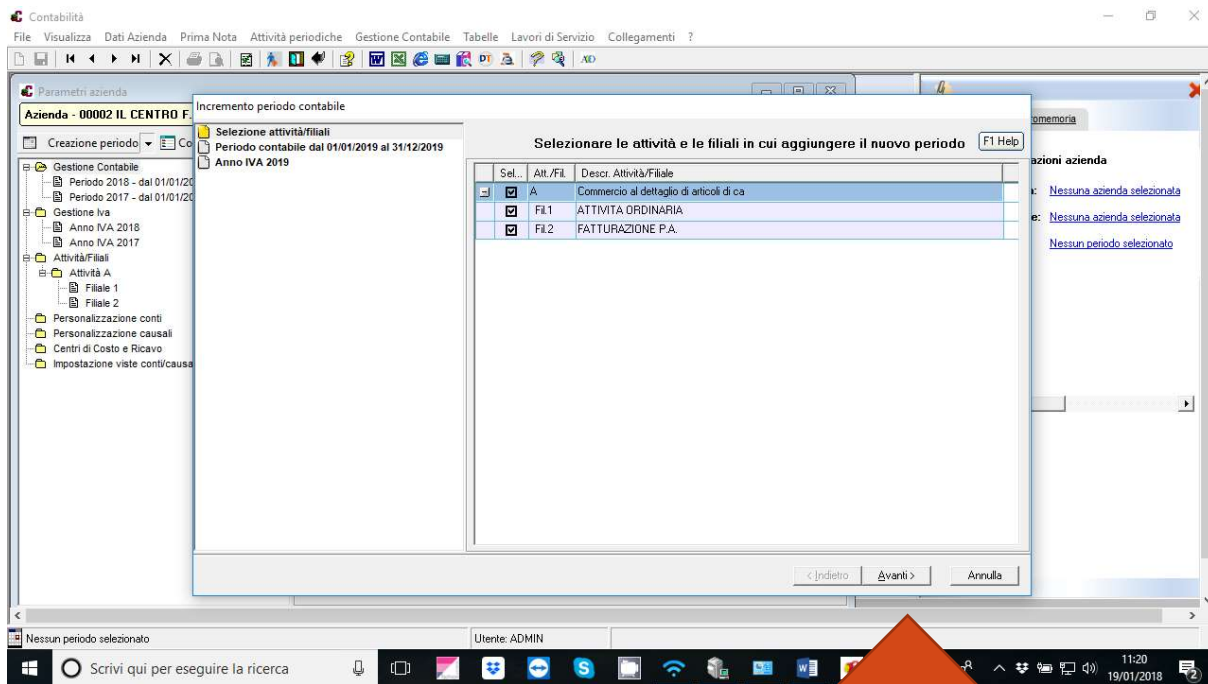 Contabilità
File Visualizza Dati Azienda Prima Nota Attività periodiche Gestione Contabile Tabelle Lavori di Servizio Collegamenti ?
Parametri azienda
Azienda - 00002 IL CENTRO F.
Creazione periodo Co
Gestione Contabile
Periodo 2018 - dal 01/01/20
Periodo 2017 - dal 01/01/20
Gestione Iva
Anno IVA 2018
Anno IVA 2017
Attività/Filiali
Attività A
Filiale 1
Filiale 2
Personalizzazione conti
Personalizzazione causali
Centri di Costo e Ricavo
Impostazione viste conti/causa
Incremento periodo contabile
Selezione attività/filiali
Periodo contabile dal 01/01/2019 al 31/12/2019
Anno IVA 2019
Selezionare le attività e le filiali in cui aggiungere il nuovo periodo F1 Help
Sel... Att./Fil. Descr. Attività/Filiale
A Commercio al dettaglio di articoli di ca
Fil.1 ATTIVITA ORDINARIA
Fil.2 FATTURAZIONE P.A.
< Indietro Avanti > Annulla
omemoria
azioni azienda
Nessuna azienda selezionata
e: Nessuna azienda selezionata
Nessun periodo selezionato
Nessun periodo selezionato Utente: ADMIN
Scrivi qui per eseguire la ricerca
11:20
19/01/2018